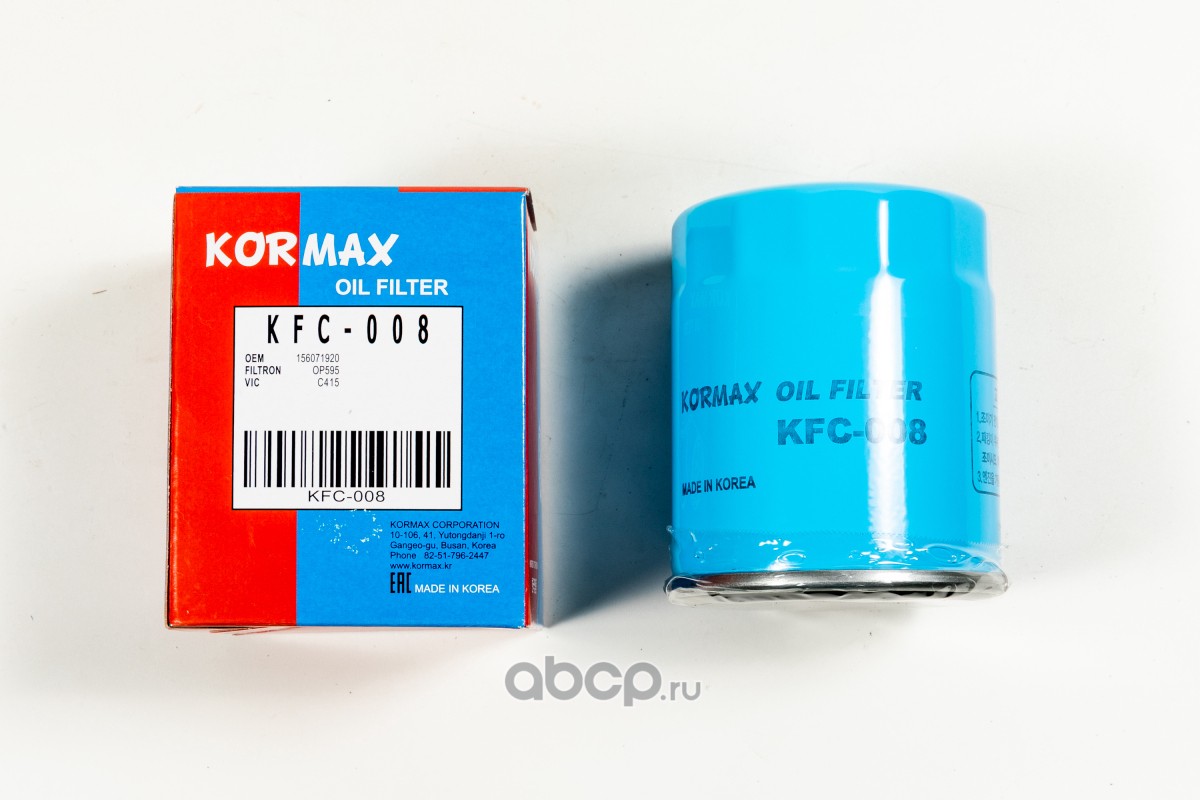 KORMAX
OIL FILTER
KFC-008
OEM 156071920
FILTRON OP595
VIC C415
KFC-008
KORMAX CORPORATION
10-106, 41, Yutongdanji 1-ro
Gangeo-gu, Busan, Korea
Phone 82-51-796-2447
www.kormax.kr
EAC MADE IN KOREA
KORMAX OIL FILTER
KFC-008
MADE IN KOREA
abcp.ru